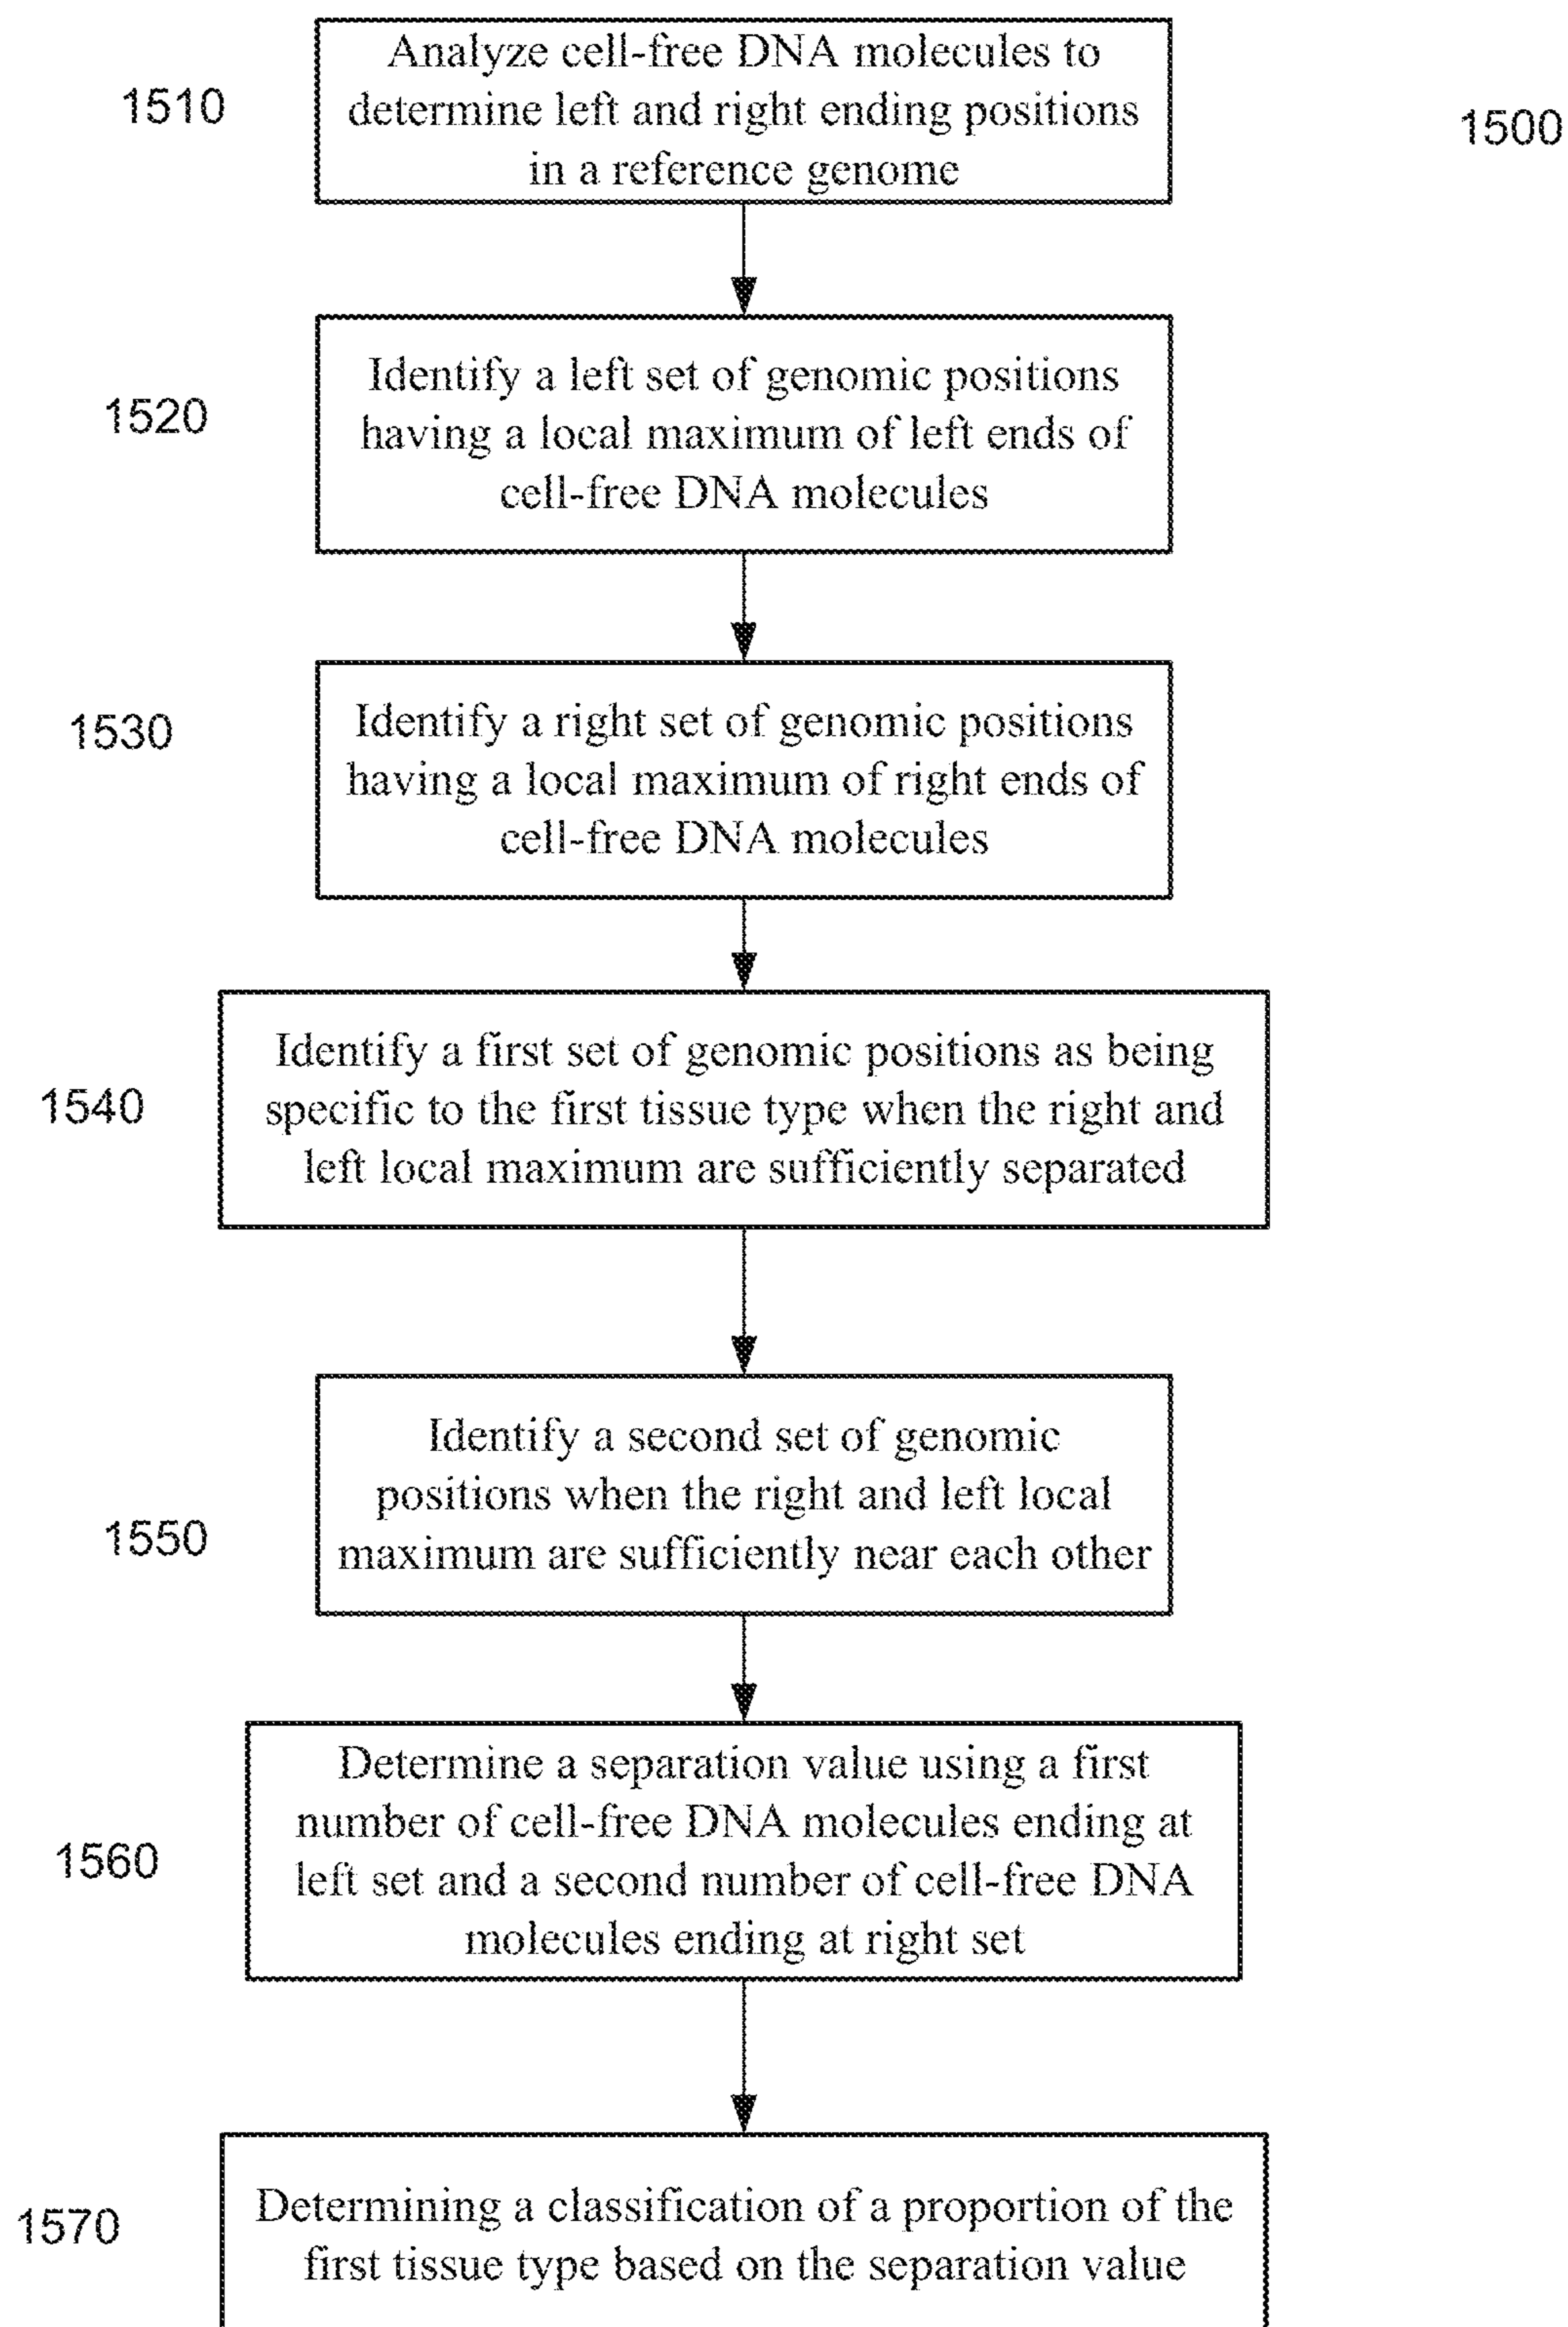 1500
1510
Analyze cell-free DNA molecules to
determine left and right ending positions
in a reference genome
1520
Identify a left set of genomic positions
having a local maximum of left ends of
cell-free DNA molecules
1530
Identify a right set of genomic positions
having a local maximum of right ends of
cell-free DNA molecules
1540
Identify a first set of genomic positions as being
specific to the first tissue type when the right and
left local maximum are sufficiently separated
1550
Identify a second set of genomic
positions when the right and left local
maximum are sufficiently near each other
1560
Determine a separation value using a first
number of cell-free DNA molecules ending at
left set and a second number of cell-free DNA
molecules ending at right set
1570
Determining a classification of a proportion of the
first tissue type based on the separation value